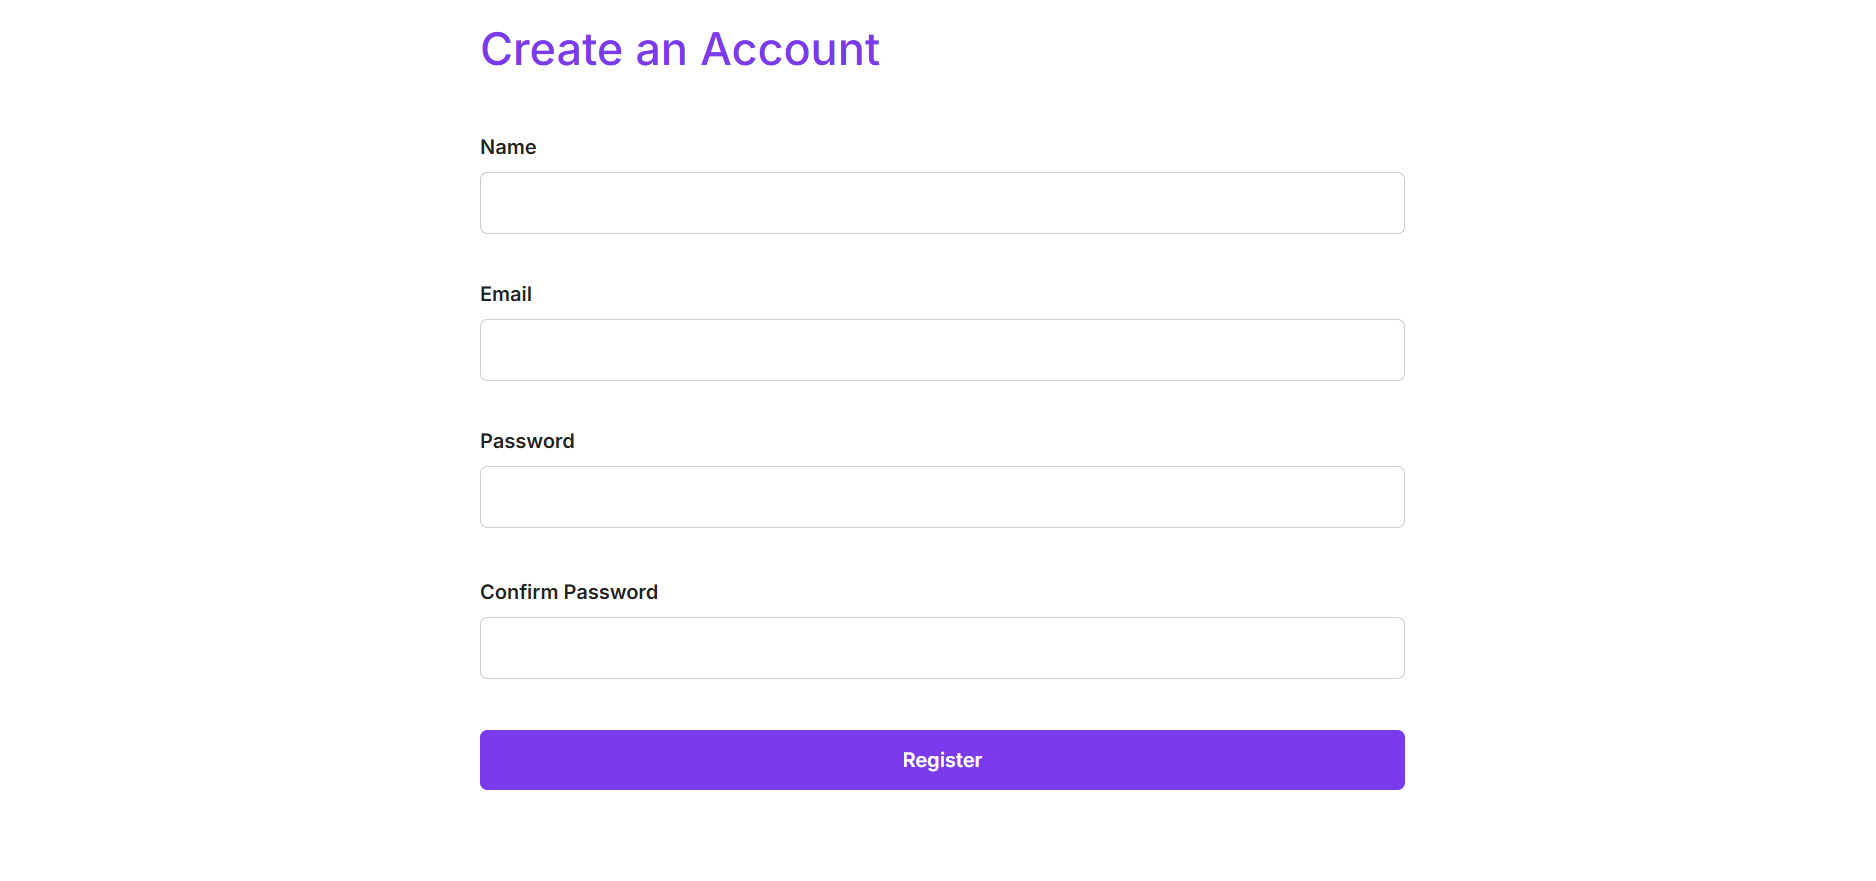 Create an Account
Name
Email
Password
Confirm Password
Register